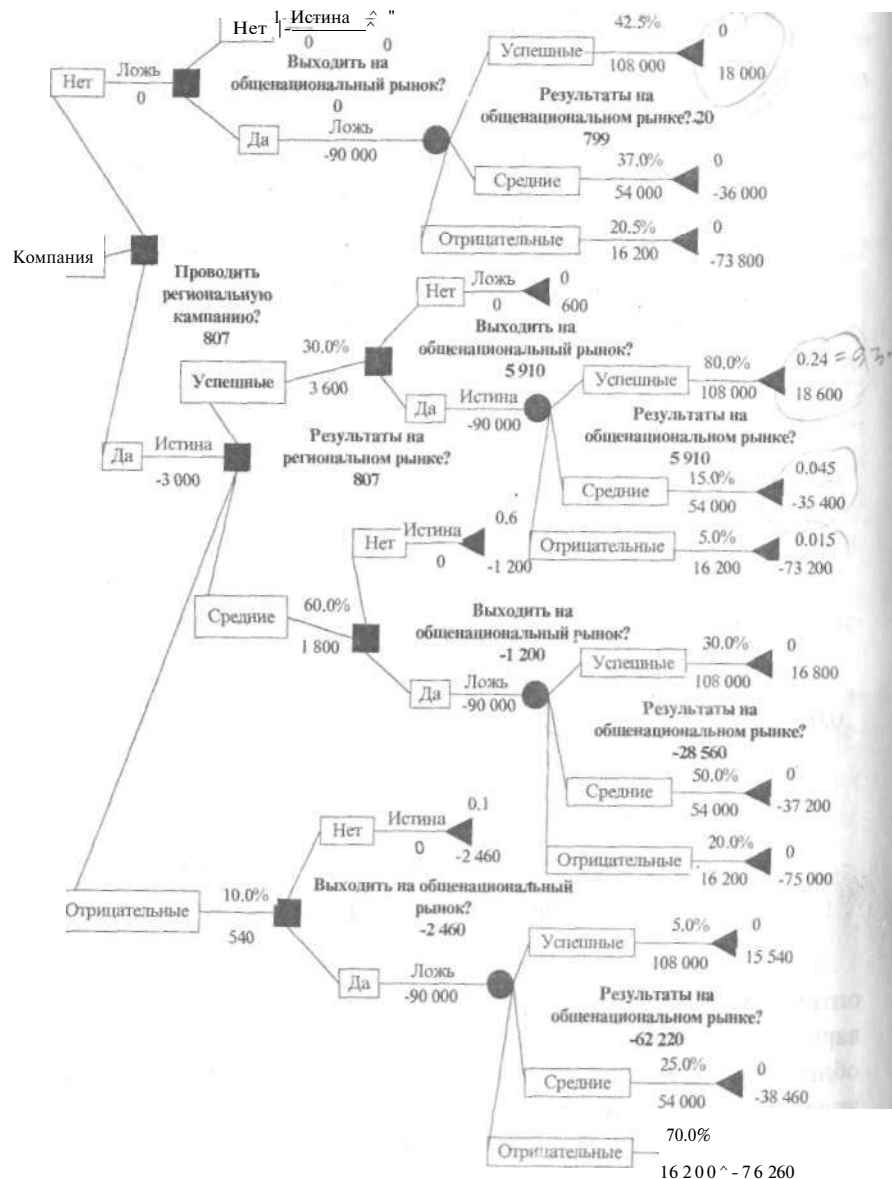 Нет
Истина
0
0
Выходить на
общенациональный рынок?
0
Нет
Ложь
0
Да
Ложь
-90 000
42.5%
Успешные
108 000
0
18 000
Результаты на
общенациональном рынке?
-20
799
37.0%
Средние
54 000
0
-36 000
20.5%
Отрицательные
16 200
0
-73 800
Компания
Проводить
региональную
кампанию?
807
Да
Истина
-3 000
Результаты на
региональном рынке?
807
30.0%
Успешные
3 600
Нет
Ложь
0
0
600
Выходить на
общенациональный рынок?
5 910
Да
Истина
-90 000
80.0%
Успешные
108 000
0.24
18 600
Результаты на
общенациональном рынке?
5 910
15.0%
Средние
54 000
0.045
-35 400
5.0%
Отрицательные
16 200
0.015
-73 200
60.0%
Средние
1 800
Нет
Истина
0
0.6
-1 200
Выходить на
общенациональный рынок?
-1 200
Да
Ложь
-90 000
30.0%
Успешные
108 000
0
16 800
Результаты на
общенациональном рынке?
-28 560
50.0%
Средние
54 000
0
-37 200
20.0%
Отрицательные
16 200
0
-75 000
10.0%
Отрицательные
540
Нет
Истина
0
0.1
-2 460
Выходить на общенациональный
рынок?
-2 460
Да
Ложь
-90 000
5.0%
Успешные
108 000
0
15 540
Результаты на
общенациональном рынке?
-62 220
25.0%
Средние
54 000
0
-38 460
70.0%
Отрицательные
16 200^-76 260